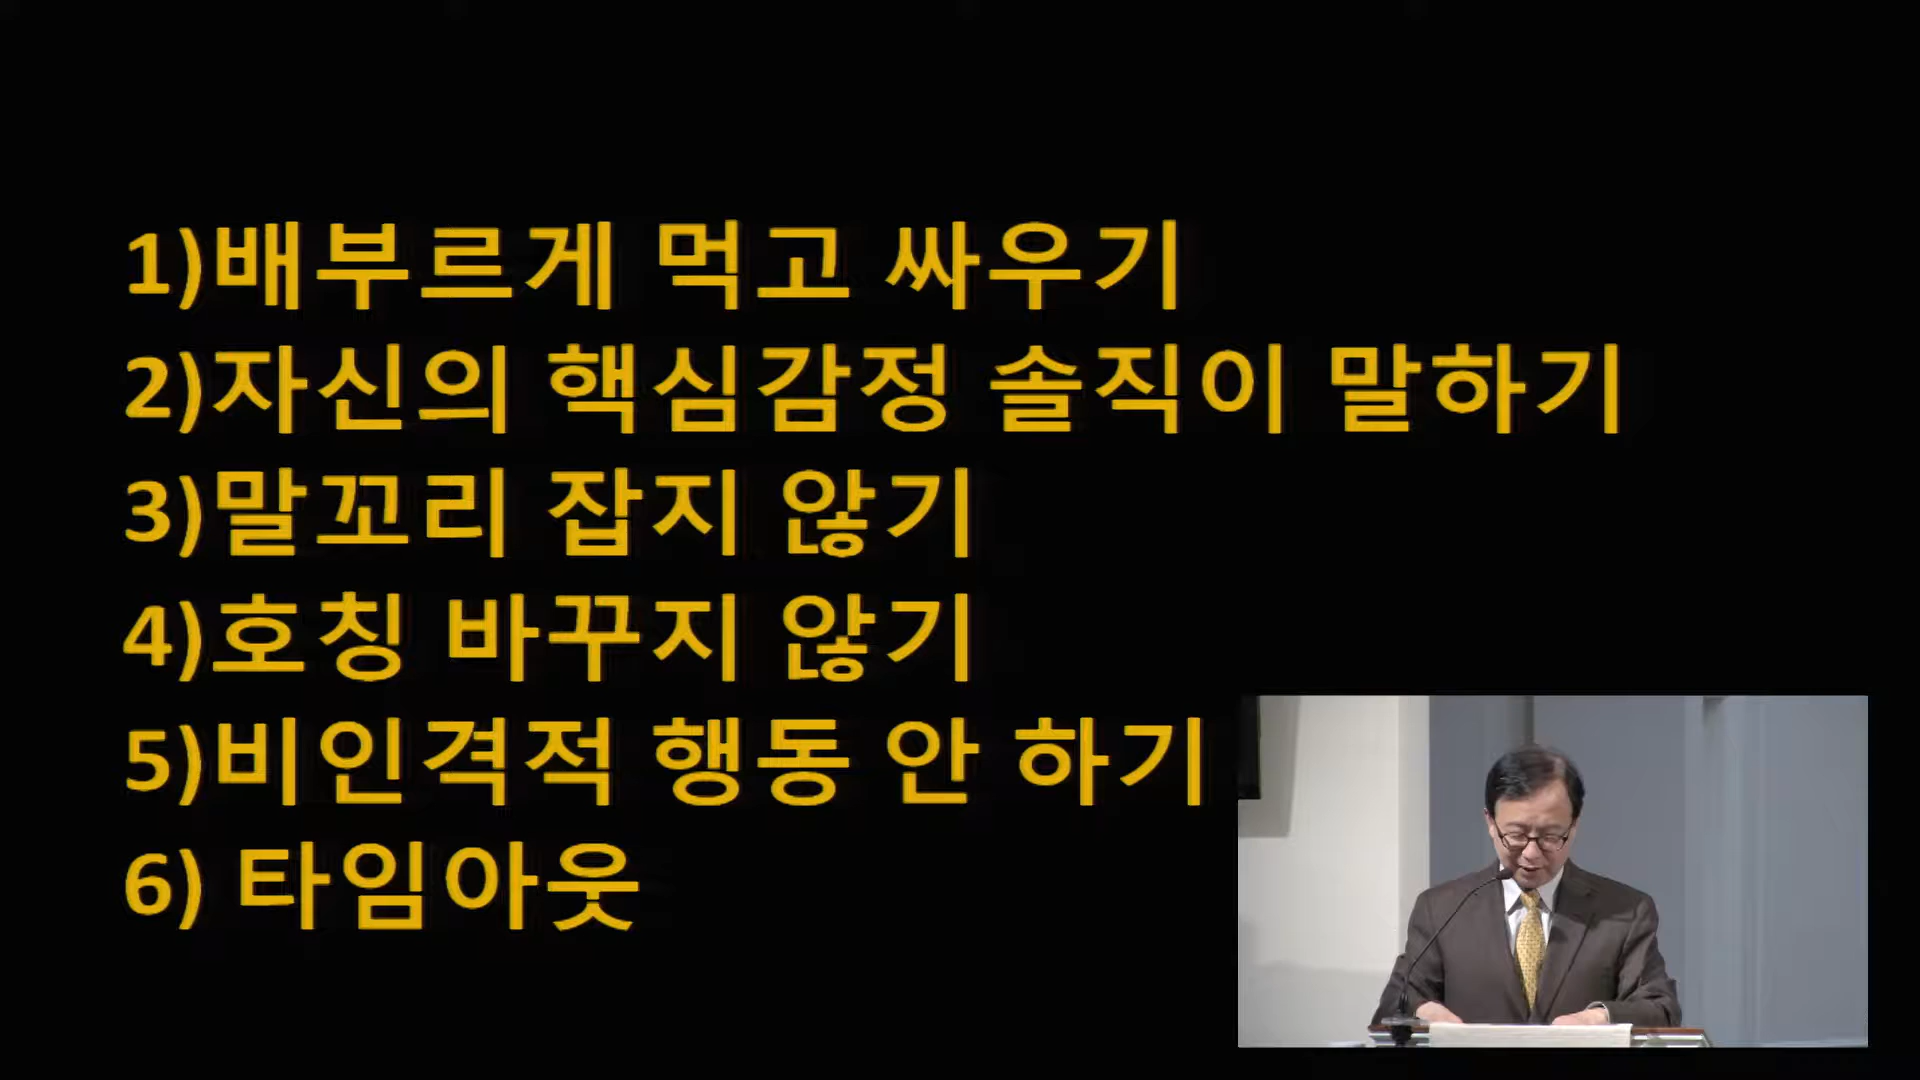 1)배부르게 먹고 싸우기
2)자신의 핵심감정 솔직이 말하기
3)말꼬리 잡지 않기
4)호칭 바꾸지 않기
5)비인격적 행동 안 하기
6) 타임아웃